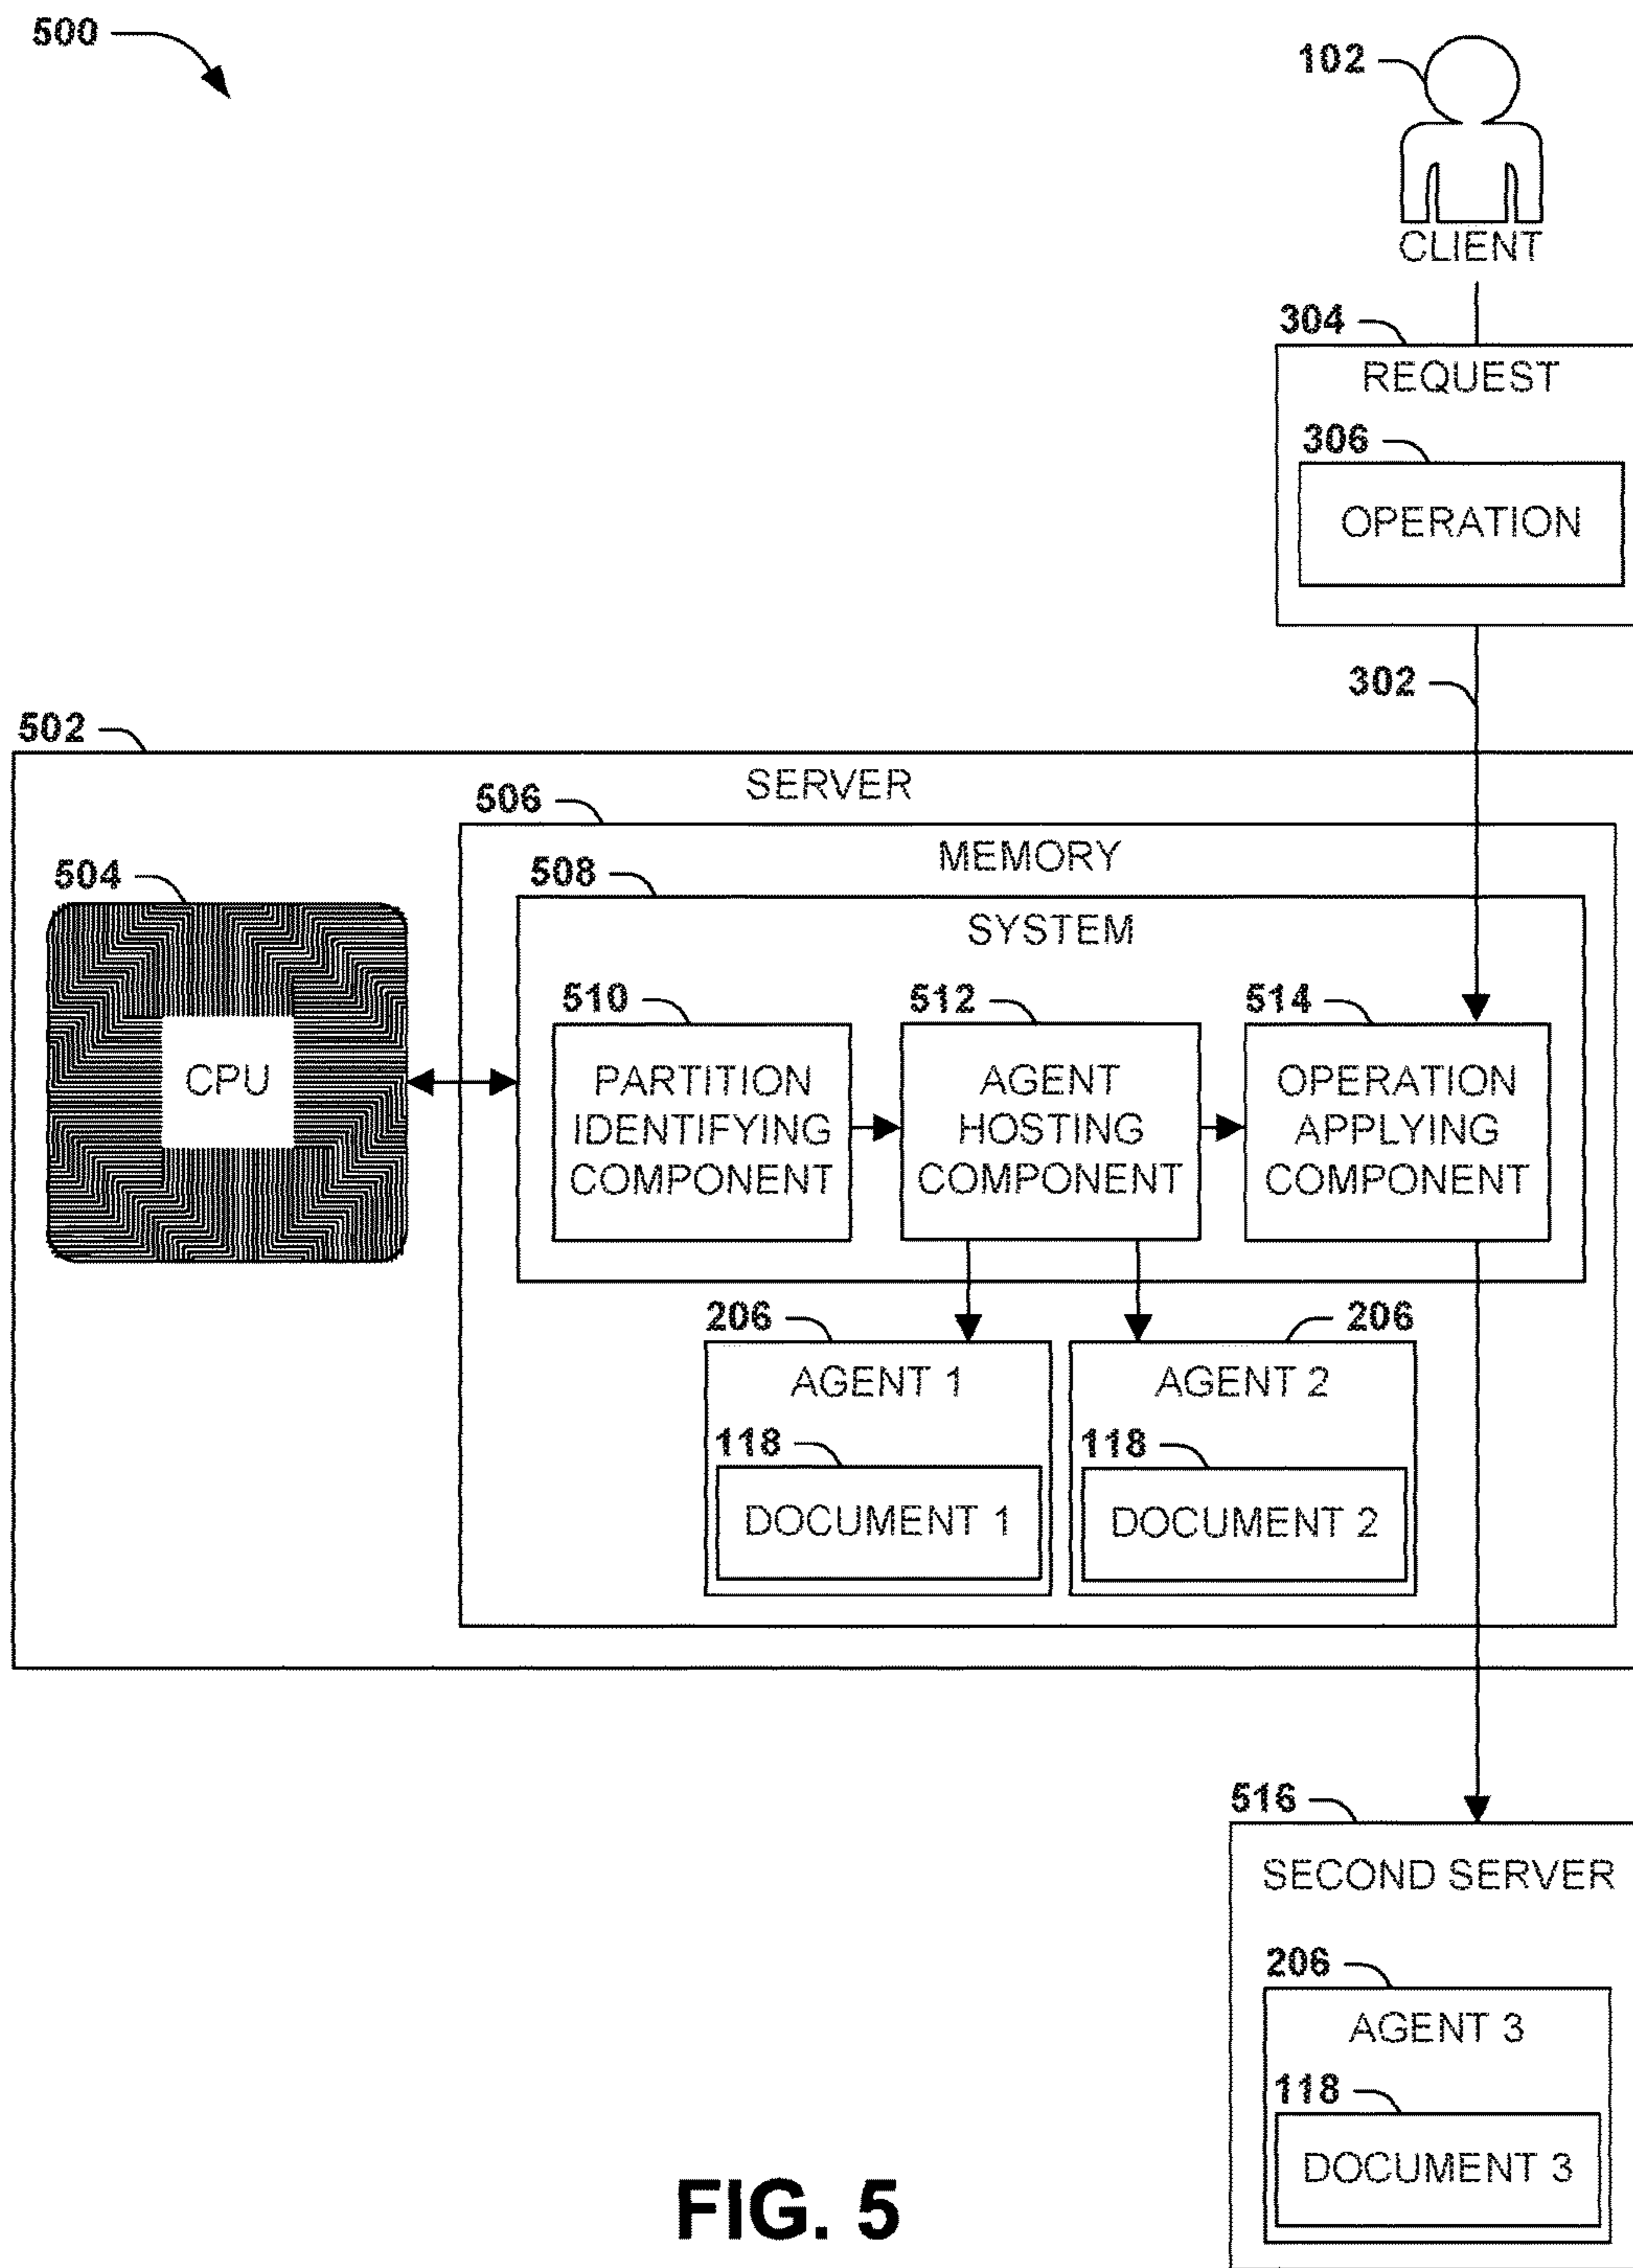 500
102
CLIENT
304
REQUEST
306
OPERATION
302
502
SERVER
506
MEMORY
504
508
SYSTEM
CPU
510
PARTITION
IDENTIFYING
COMPONENT
512
AGENT
HOSTING
COMPONENT
514
OPERATION
APPLYING
COMPONENT
206
AGENT 1
118
DOCUMENT 1
206
AGENT 2
118
DOCUMENT 2
516
SECOND SERVER
206
AGENT 3
118
DOCUMENT 3
FIG. 5